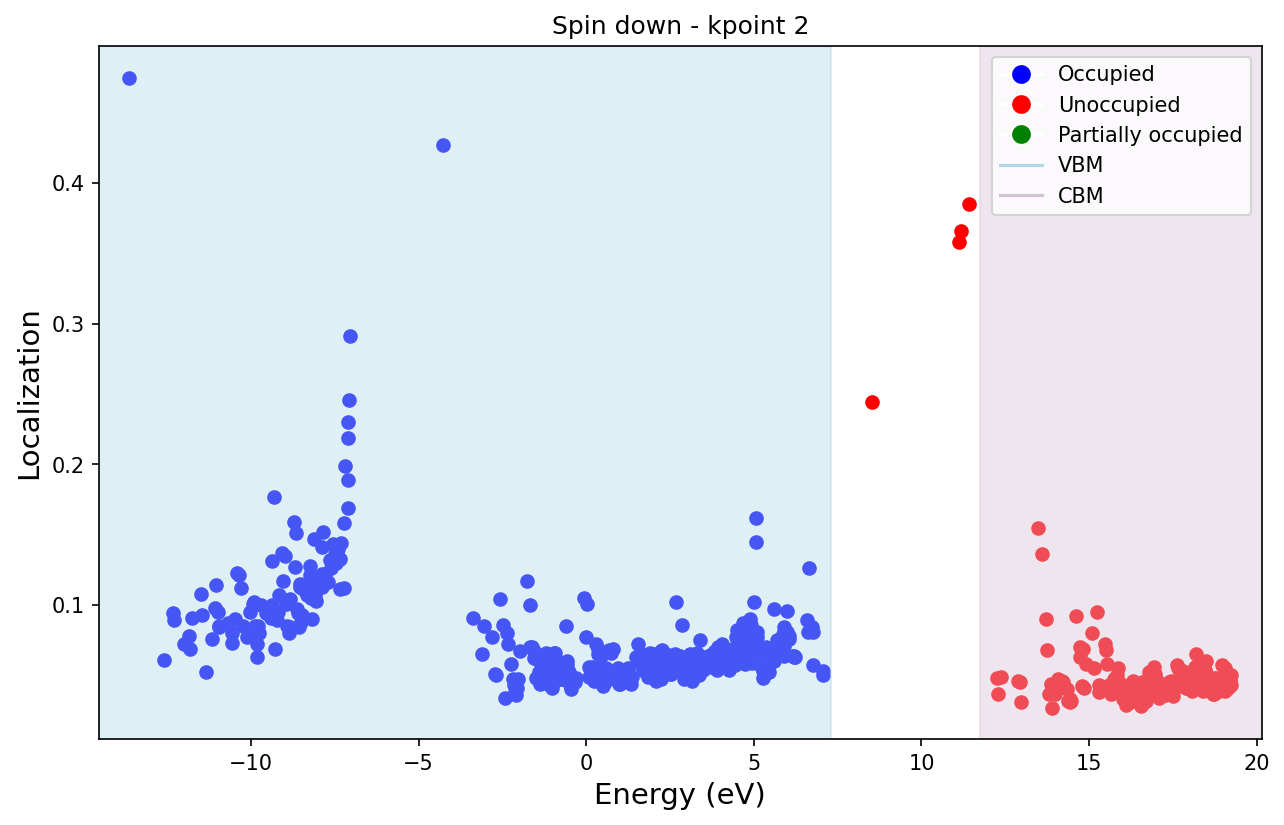 Spin down - kpoint 2
Localization
0.4
0.3
0.2
0.1
Occupied
Unoccupied
Partially occupied
VBM
CBM
−10
−5
0
5
10
15
20
Energy (eV)